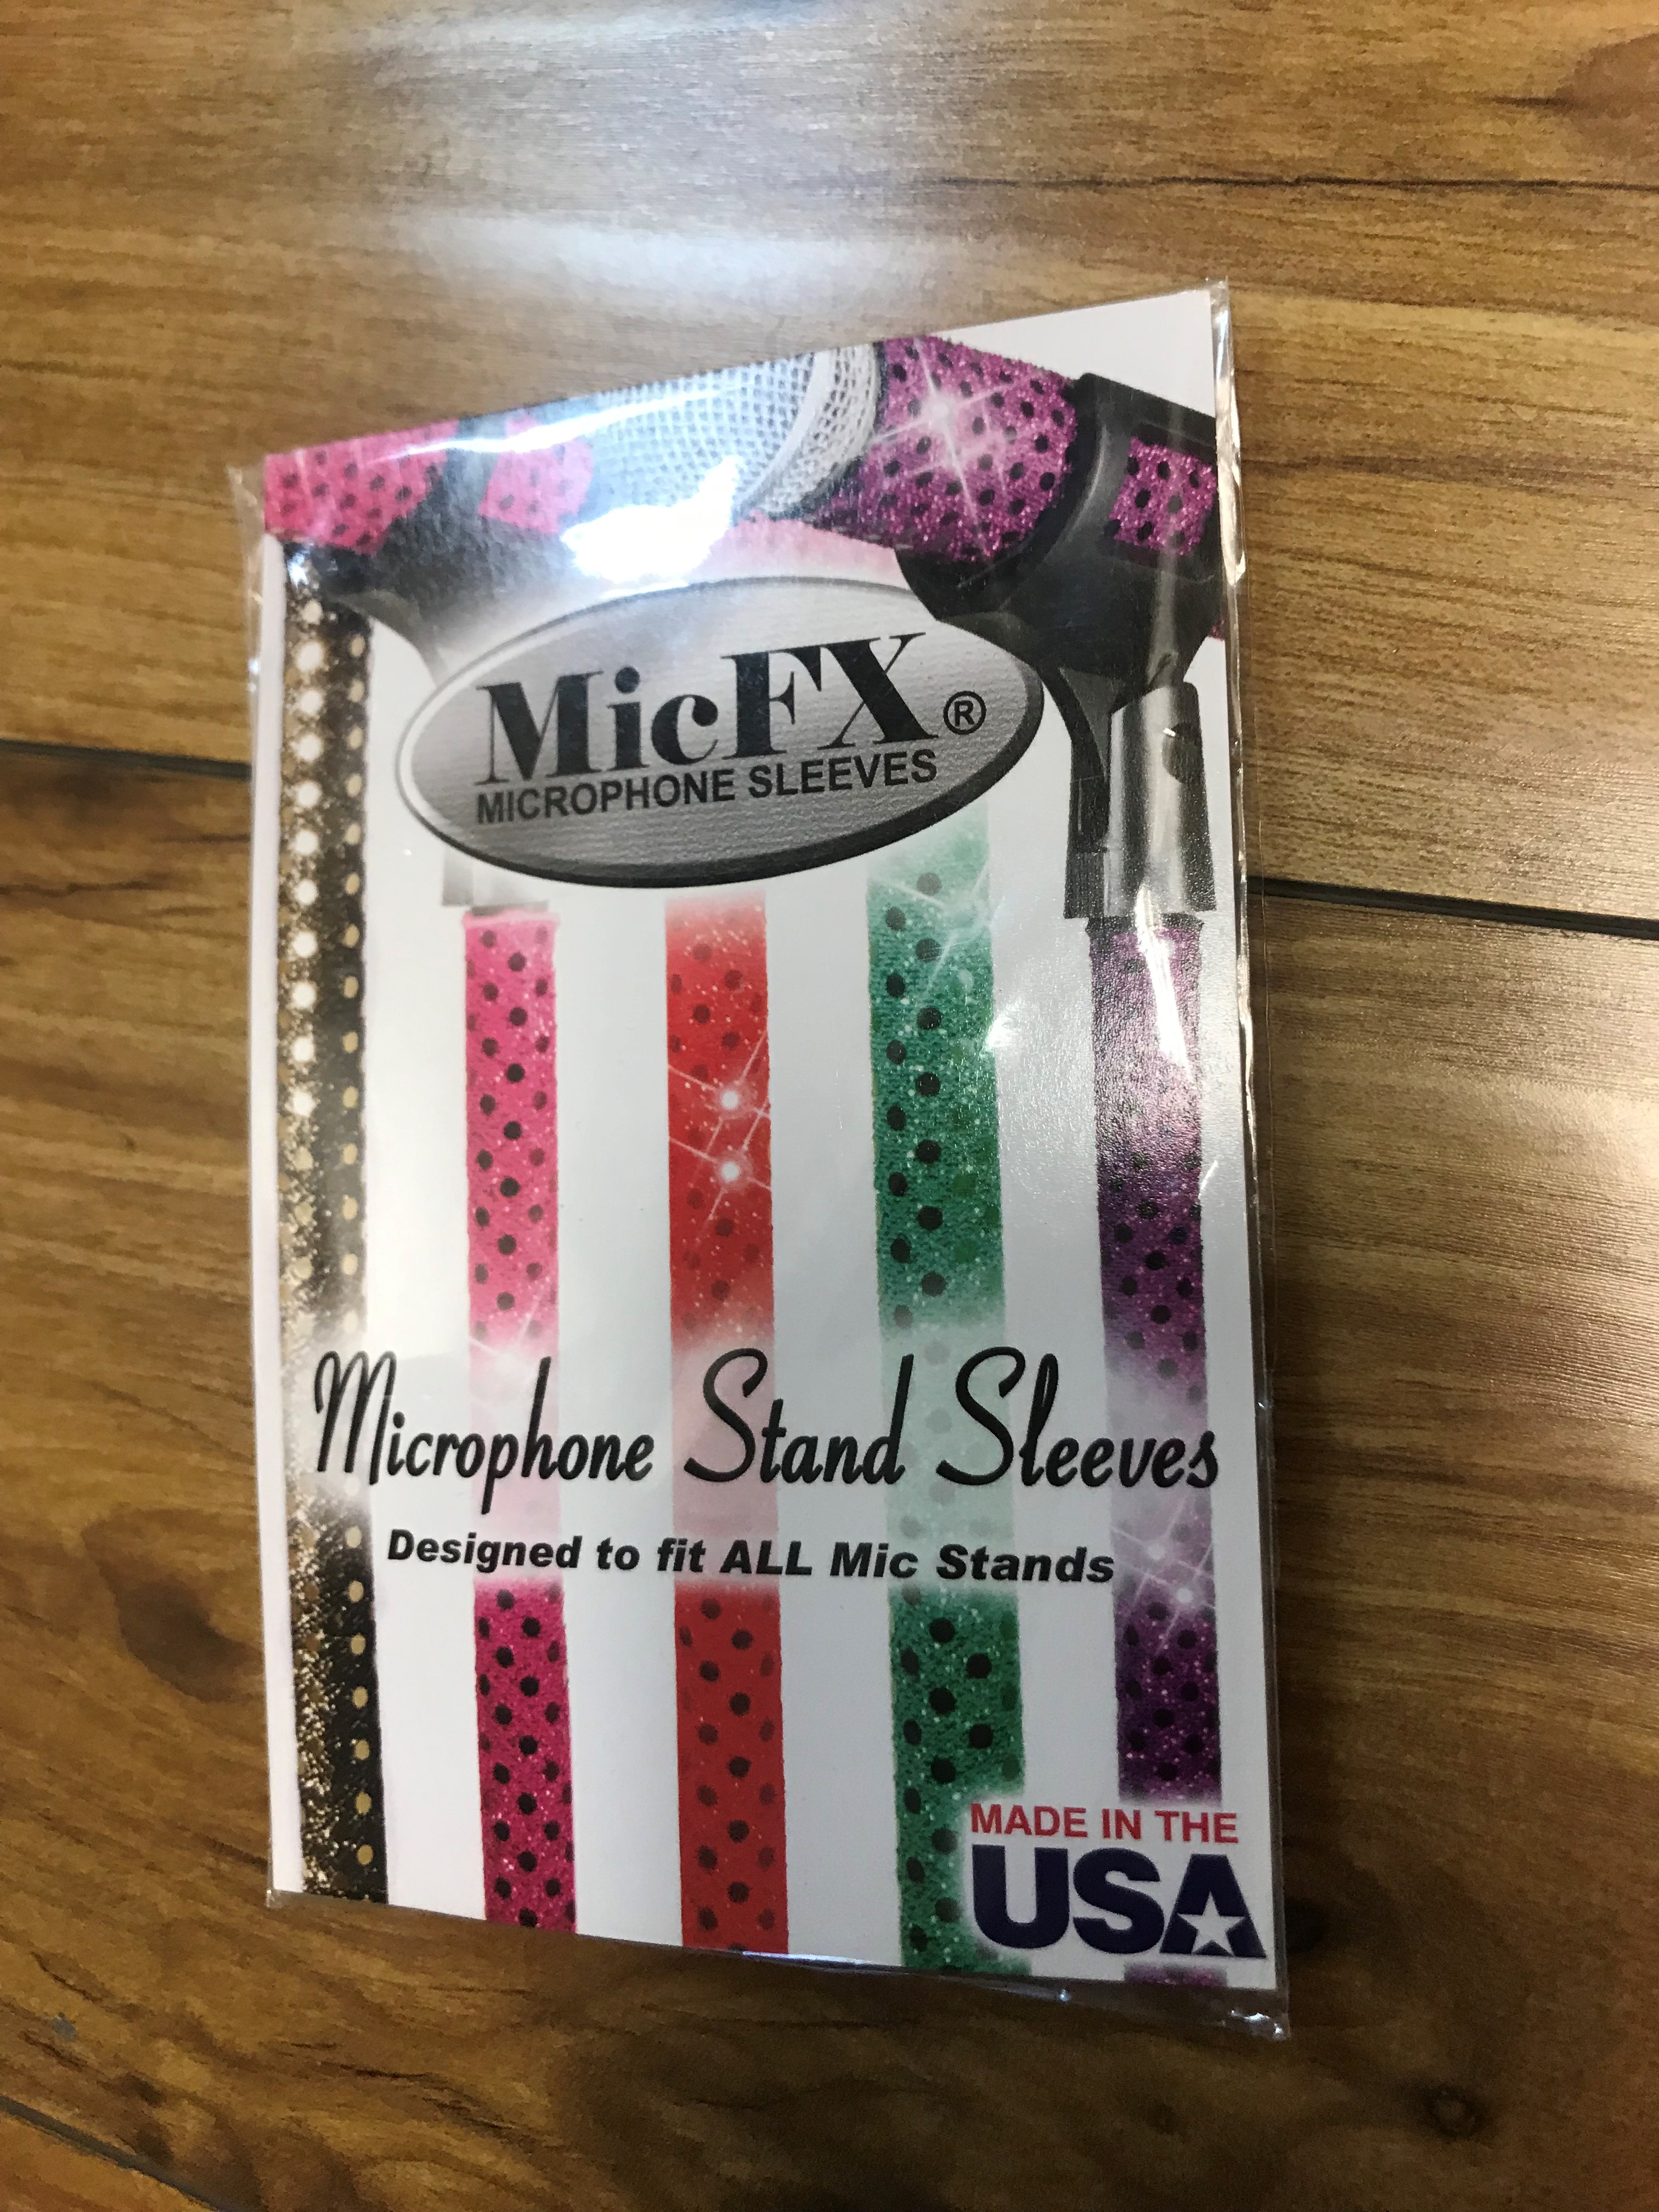 MicFX®
MICROPHONE SLEEVES
Microphone Stand Sleeves
Designed to fit ALL Mic Stands
MADE IN THE
USA